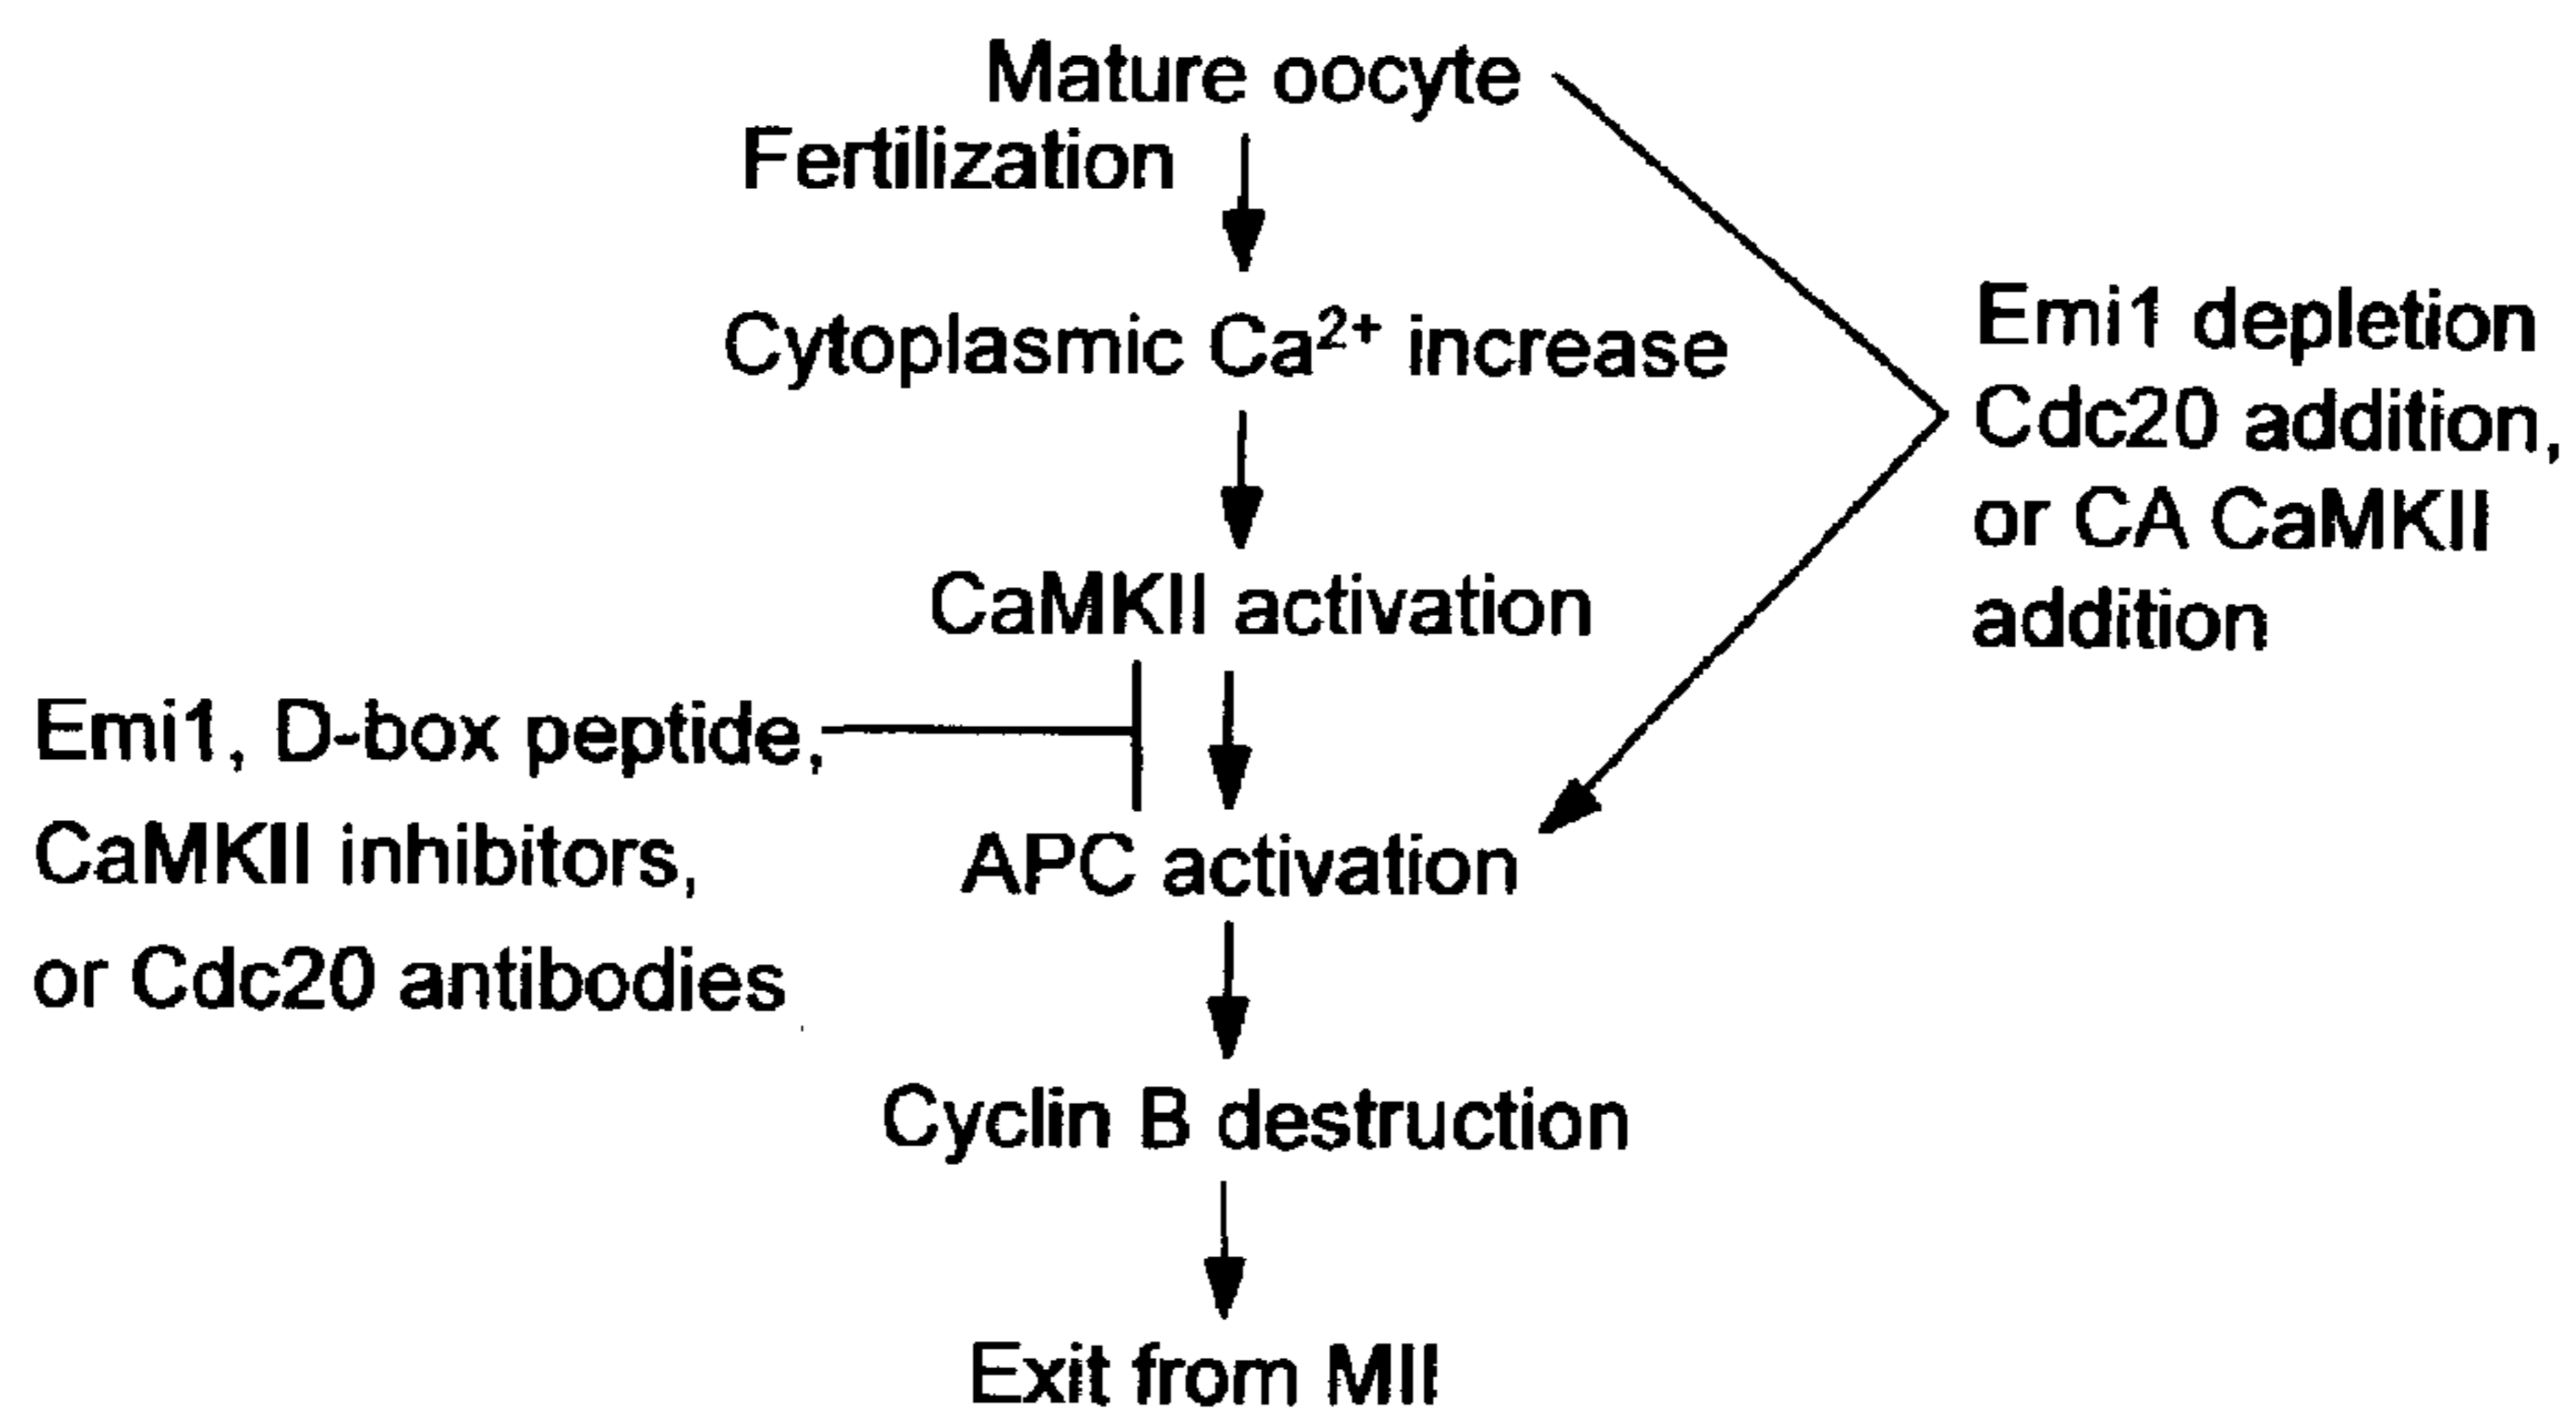 Mature oocyte
Fertilization
Cytoplasmic Ca²⁺ increase
Emi1 depletion
Cdc20 addition,
or CA CaMKII
addition
CaMKII activation
Emi1, D-box peptide,
CaMKII inhibitors,
or Cdc20 antibodies
APC activation
Cyclin B destruction
Exit from MII